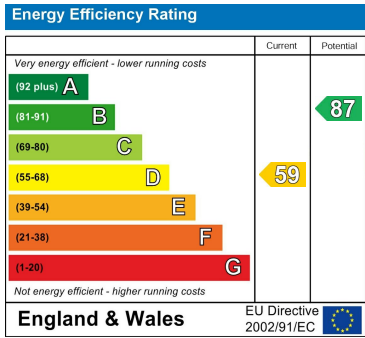 Energy Efficiency Rating
Current Potential
Very energy efficient - lower running costs
(92 plus) A
(81-91) B
87
(69-80) C
(55-68) D
59
(39-54) E
(21-38) F
(1-20) G
Not energy efficient - higher running costs
England & Wales
EU Directive
2002/91/EC